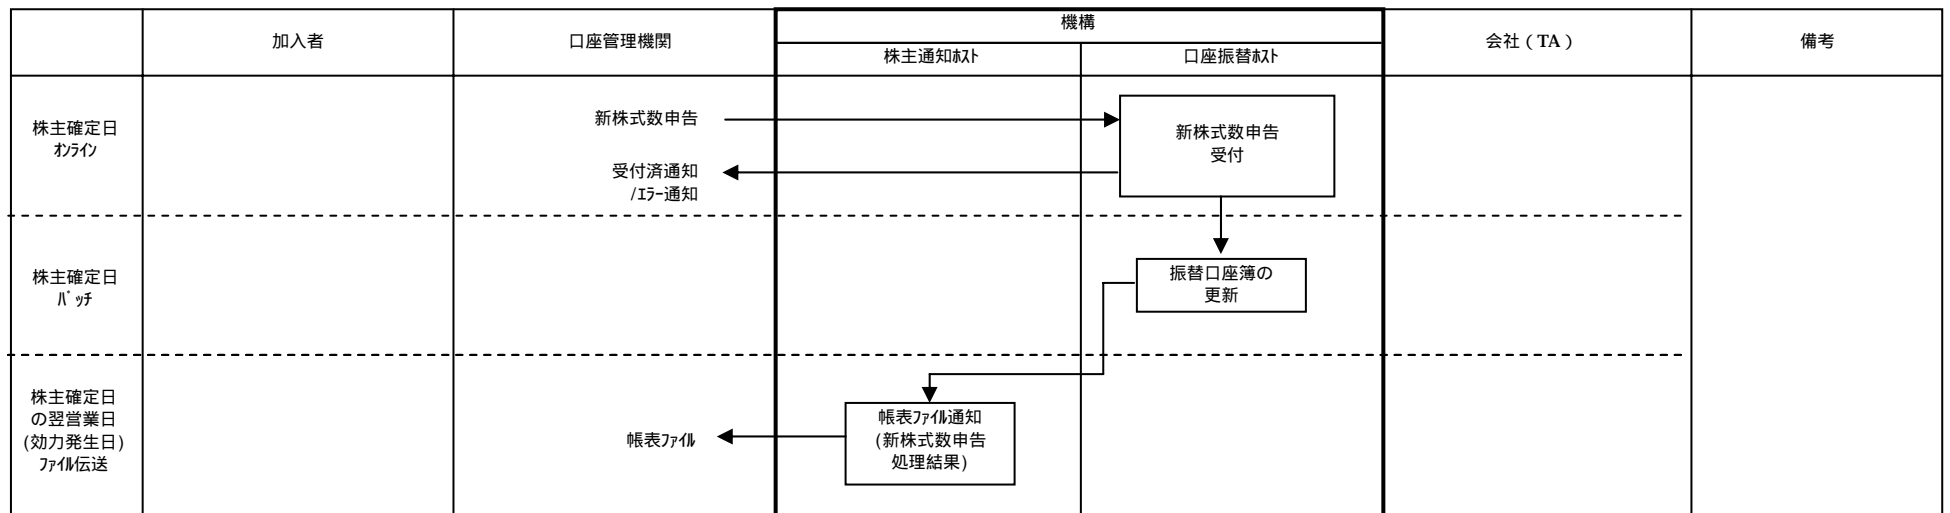 機構
加入者
口座管理機関
会社（TA）
備考
株主通知ﾎｽﾄ
口座振替ﾎｽﾄ
株主確定日
ｵﾝﾗｲﾝ
新株式数申告
新株式数申告
受付
受付済通知
/ｴﾗｰ通知
株主確定日
ﾊﾞｯﾁ
振替口座簿の
更新
株主確定日
の翌営業日
(効力発生日)
ﾌｧｲﾙ伝送
帳表ﾌｧｲﾙ
帳表ﾌｧｲﾙ通知
(新株式数申告
処理結果)